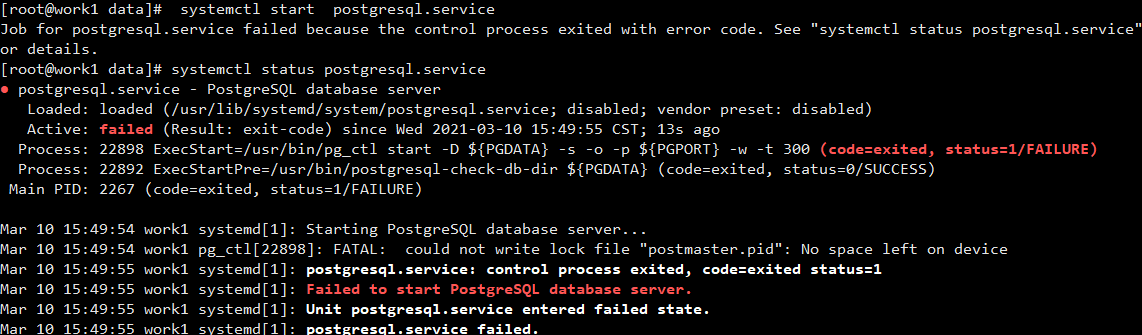 [root@work1 data]#  systemctl start  postgresql.service
Job for postgresql.service failed because the control process exited with error code. See "systemctl status postgresql.service"
or details.
[root@work1 data]# systemctl status postgresql.service
● postgresql.service - PostgreSQL database server
   Loaded: loaded (/usr/lib/systemd/system/postgresql.service; disabled; vendor preset: disabled)
   Active: failed (Result: exit-code) since Wed 2021-03-10 15:49:55 CST; 13s ago
  Process: 22898 ExecStart=/usr/bin/pg_ctl start -D ${PGDATA} -s -o -p ${PGPORT} -w -t 300 (code=exited, status=1/FAILURE)
  Process: 22892 ExecStartPre=/usr/bin/postgresql-check-db-dir ${PGDATA} (code=exited, status=0/SUCCESS)
 Main PID: 2267 (code=exited, status=1/FAILURE)

Mar 10 15:49:54 work1 systemd[1]: Starting PostgreSQL database server...
Mar 10 15:49:54 work1 pg_ctl[22898]: FATAL:  could not write lock file "postmaster.pid": No space left on device
Mar 10 15:49:55 work1 systemd[1]: postgresql.service: control process exited, code=exited status=1
Mar 10 15:49:55 work1 systemd[1]: Failed to start PostgreSQL database server.
Mar 10 15:49:55 work1 systemd[1]: Unit postgresql.service entered failed state.
Mar 10 15:49:55 work1 systemd[1]: postgresql.service failed.